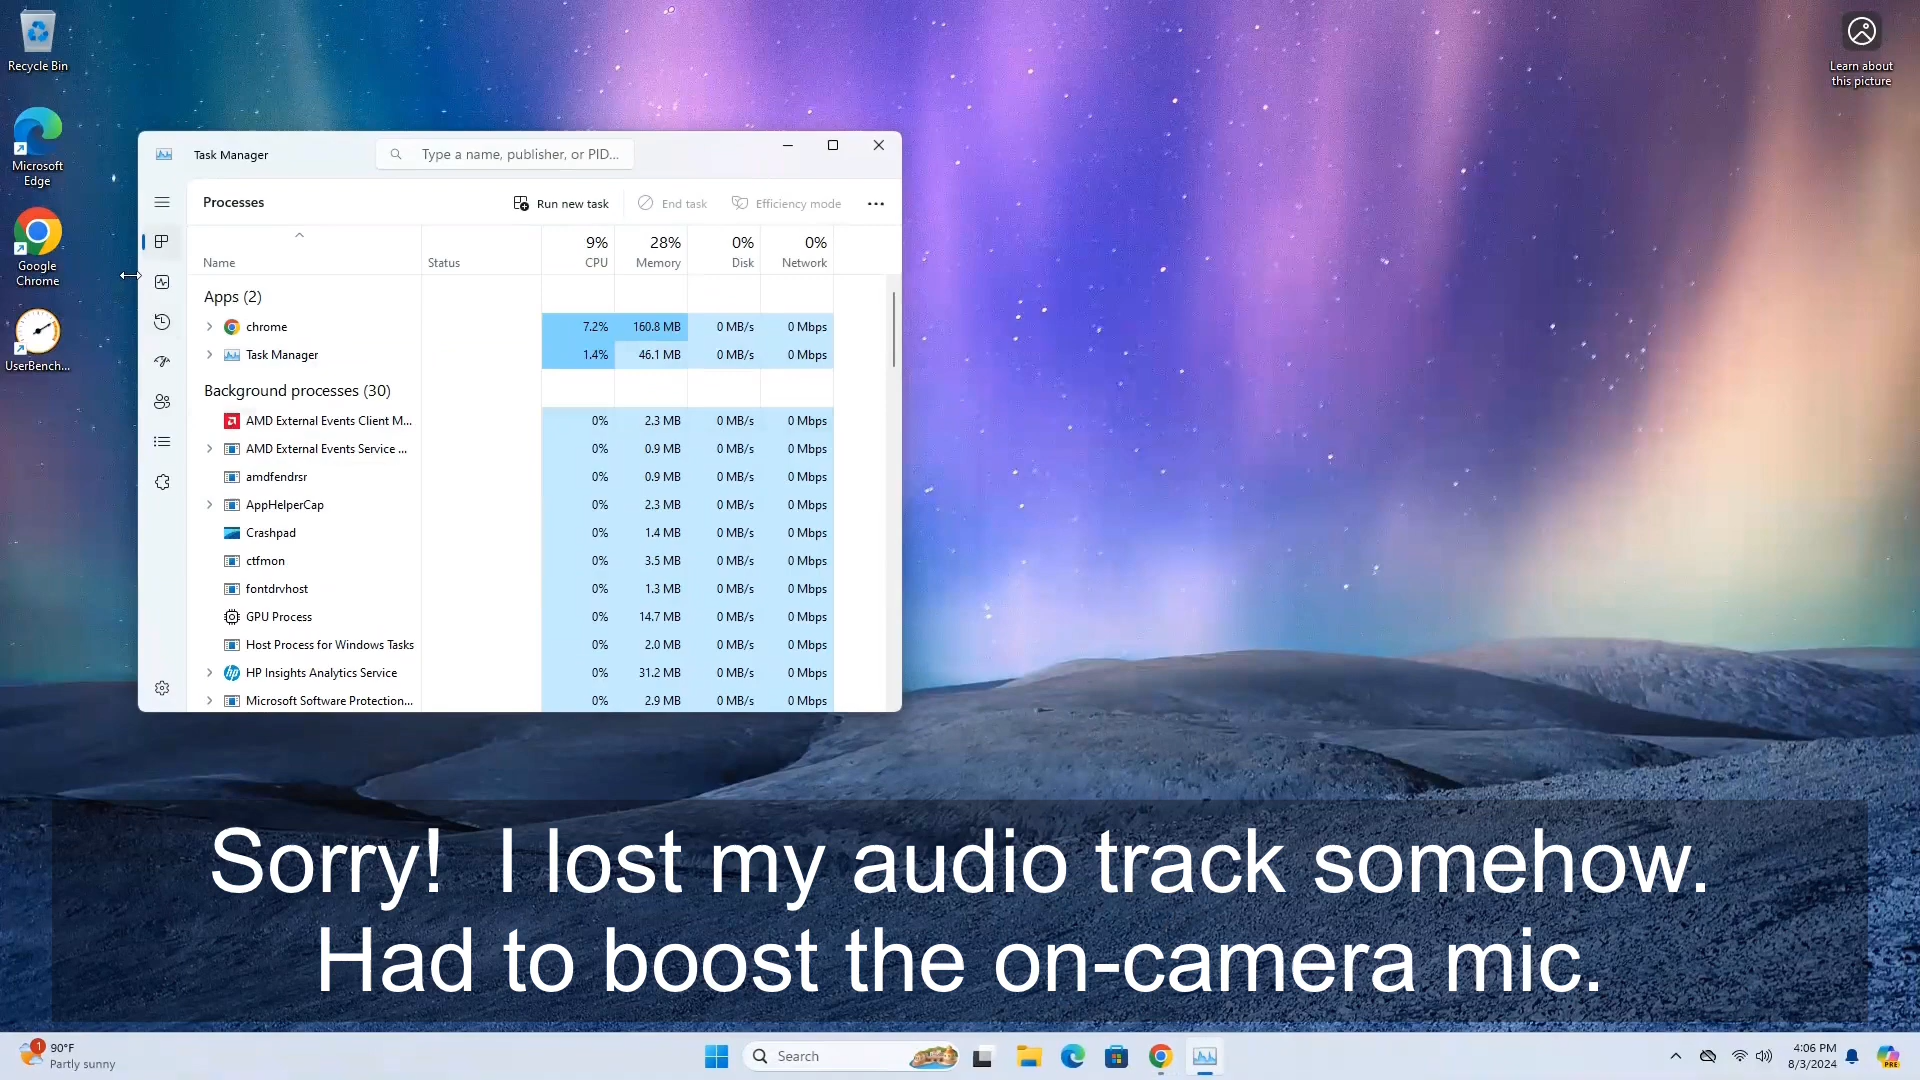 Recycle Bin
Learn about
this picture
Microsoft
Edge
Google
Chrome
UserBench...
Task Manager
Type a name, publisher, or PID...
Processes
Run new task
End task
Efficiency mode
9% 28% 0% 0%
Name Status CPU Memory Disk Network
Apps (2)
chrome 7.2% 160.8 MB 0 MB/s 0 Mbps
Task Manager 1.4% 46.1 MB 0 MB/s 0 Mbps
Background processes (30)
AMD External Events Client M... 0% 2.3 MB 0 MB/s 0 Mbps
AMD External Events Service ... 0% 0.9 MB 0 MB/s 0 Mbps
amdfendrsr 0% 0.9 MB 0 MB/s 0 Mbps
AppHelperCap 0% 2.3 MB 0 MB/s 0 Mbps
Crashpad 0% 1.4 MB 0 MB/s 0 Mbps
ctfmon 0% 3.5 MB 0 MB/s 0 Mbps
fontdrvhost 0% 1.3 MB 0 MB/s 0 Mbps
GPU Process 0% 14.7 MB 0 MB/s 0 Mbps
Host Process for Windows Tasks 0% 2.0 MB 0 MB/s 0 Mbps
hp HP Insights Analytics Service 0% 31.2 MB 0 MB/s 0 Mbps
Microsoft Software Protection... 0% 2.9 MB 0 MB/s 0 Mbps
Sorry! I lost my audio track somehow.
Had to boost the on-camera mic.
1
90°F
Partly sunny
Search
4:06 PM
8/3/2024
PRE